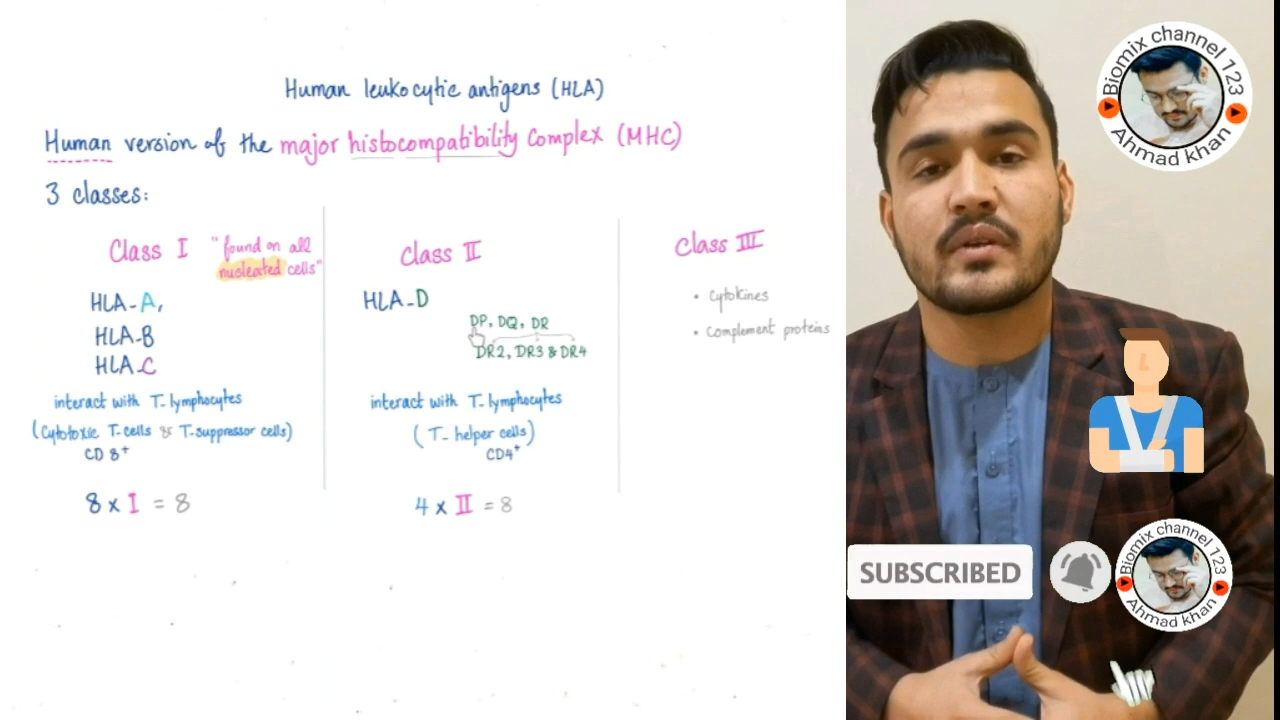 Human leukocytic antigens (HLA)
Human version of the major histocompatibility Complex (MHC)
3 classes:
Class I
"found on all
nucleated cells"
HLA-A,
HLA-B
HLA-C
interact with T-lymphocytes
(Cytotoxic T-cells & T-suppressor cells)
CD 8+
8 x I = 8
Class II
HLA-D
DP, DQ, DR
DR2, DR3 & DR4
interact with T-lymphocytes
(T-helper cells)
CD4+
4 x II = 8
Class III
• Cytokines
• Complement proteins
Biomix channel 123
Ahmad khan
SUBSCRIBED
Biomix channel 123
Ahmad khan